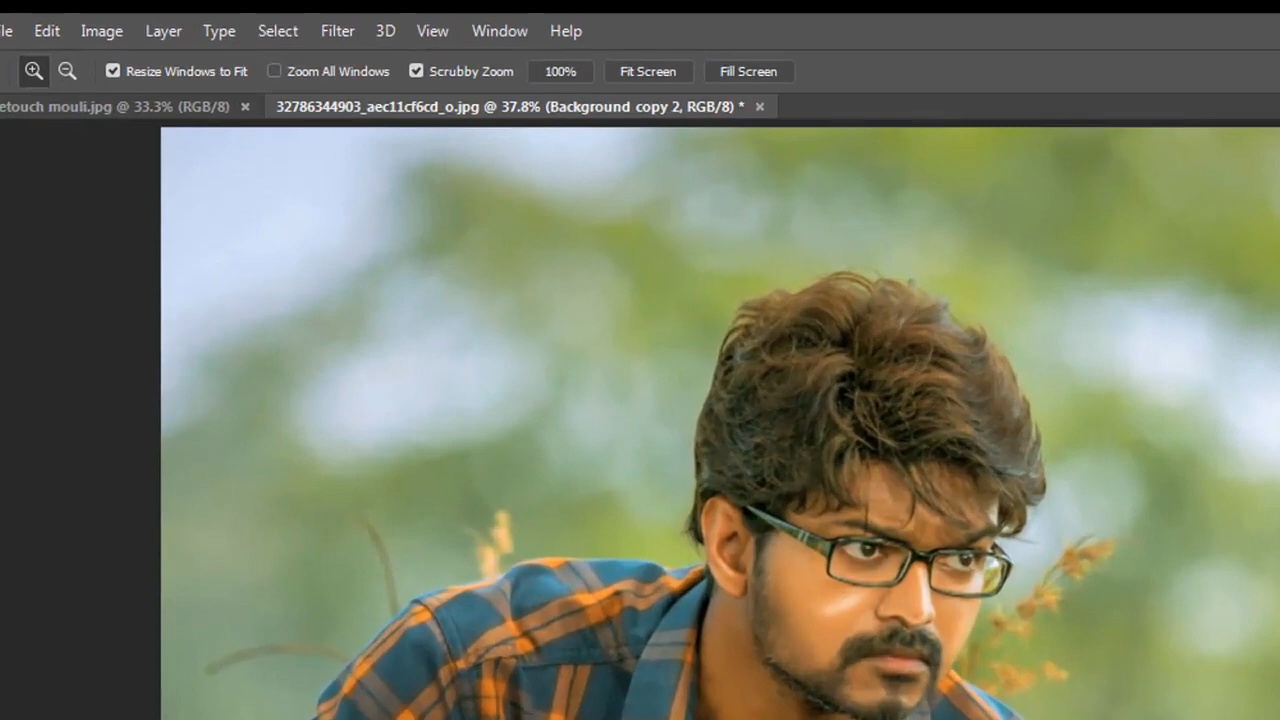 le Edit Image Layer Type Select Filter 3D View Window Help
Resize Windows to Fit Zoom All Windows Scrubby Zoom 100% Fit Screen Fill Screen
etouch mouli.jpg @ 33.3% (RGB/8) × 32786344903_aec11cf6cd_o.jpg @ 37.8% (Background copy 2, RGB/8) * ×